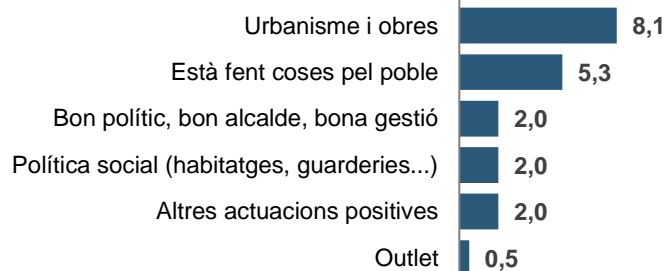 Urbanisme i obres 8,1
Està fent coses pel poble 5,3
Bon polític, bon alcalde, bona gestió 2,0
Política social (habitatges, guarderies...) 2,0
Altres actuacions positives 2,0
Outlet 0,5